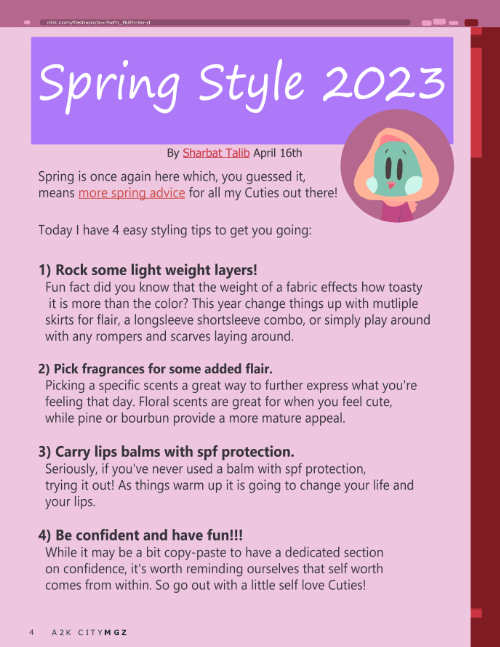 Spring Style 2023
By Sharbat Talib April 16th
Spring is once again here which, you guessed it,
means more spring advice for all my Cuties out there!
Today I have 4 easy styling tips to get you going:
1) Rock some light weight layers!
Fun fact did you know that the weight of a fabric effects how toasty
it is more than the color? This year change things up with mutliple
skirts for flair, a longsleeve shortsleeve combo, or simply play around
with any rompers and scarves laying around.
2) Pick fragrances for some added flair.
Picking a specific scents a great way to further express what you're
feeling that day. Floral scents are great for when you feel cute,
while pine or bourbun provide a more mature appeal.
3) Carry lips balms with spf protection.
Seriously, if you've never used a balm with spf protection,
trying it out! As things warm up it is going to change your life and
your lips.
4) Be confident and have fun!!!
While it may be a bit copy-paste to have a dedicated section
on confidence, it's worth reminding ourselves that self worth
comes from within. So go out with a little self love Cuties!
4 A2K CITYMGZ